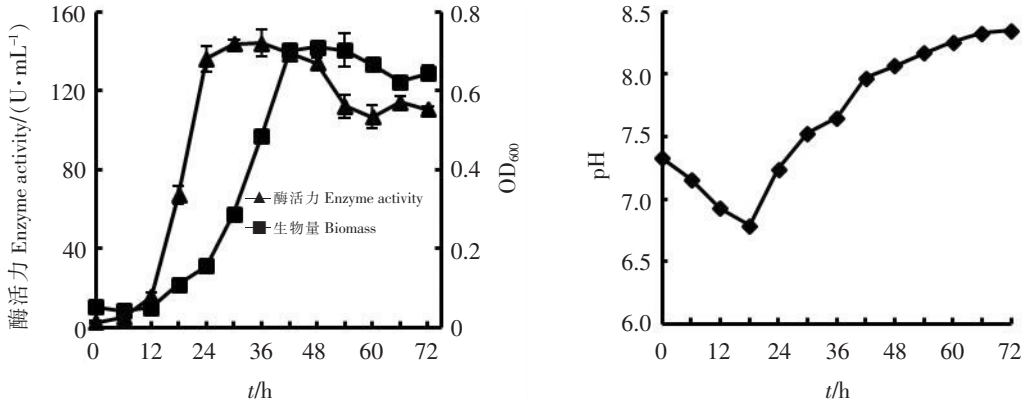 酶活力 Enzyme activity/(U·mL⁻¹)
160
120
80
40
0
0.8
0.6
0.4
0.2
0
OD₆₀₀
酶活力 Enzyme activity
生物量 Biomass
0 12 24 36 48 60 72
t/h
pH
8.5
8.0
7.5
7.0
6.5
6.0
0 12 24 36 48 60 72
t/h